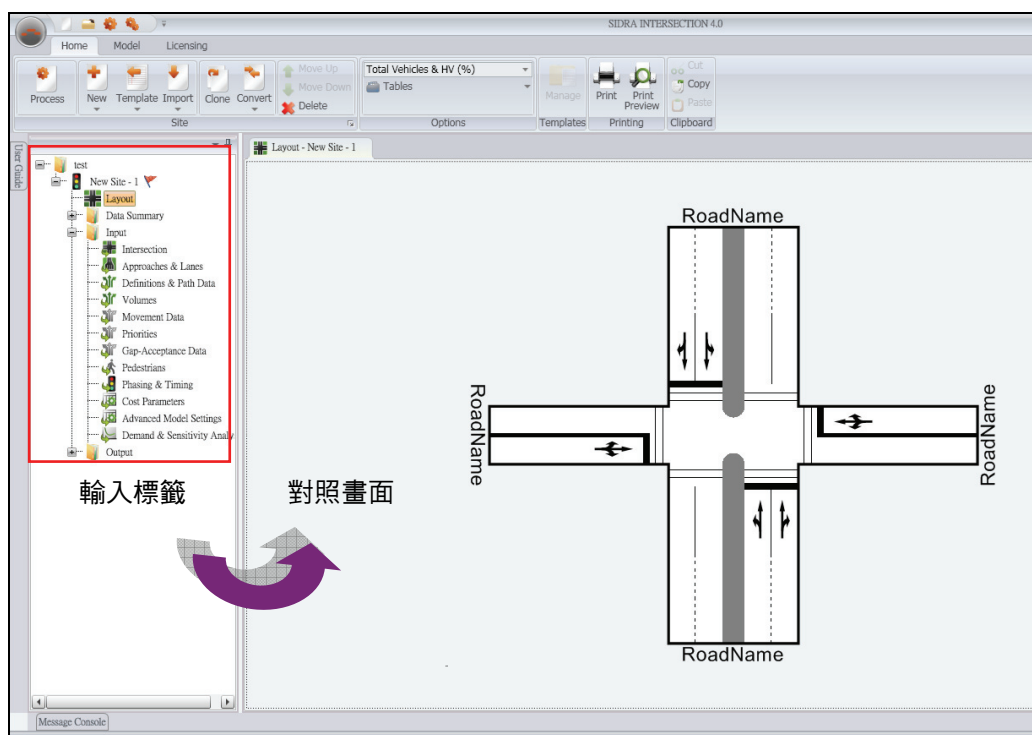 SIDRA INTERSECTION 4.0
Home Model Licensing
Process
New
Template
Import
Clone
Convert
Move Up
Move Down
Delete
Site
Total Vehicles & HV (%)
Tables
Options
Manage
Templates
Print
Print Preview
Printing
Cut
Copy
Paste
Clipboard
User Guide
test
New Site - 1
Layout
Data Summary
Input
Intersection
Approaches & Lanes
Definitions & Path Data
Volumes
Movement Data
Priorities
Gap-Acceptance Data
Pedestrians
Phasing & Timing
Cost Parameters
Advanced Model Settings
Demand & Sensitivity Analy
Output
輸入標籤
對照畫面
Layout - New Site - 1
RoadName
RoadName
RoadName
RoadName
Message Console